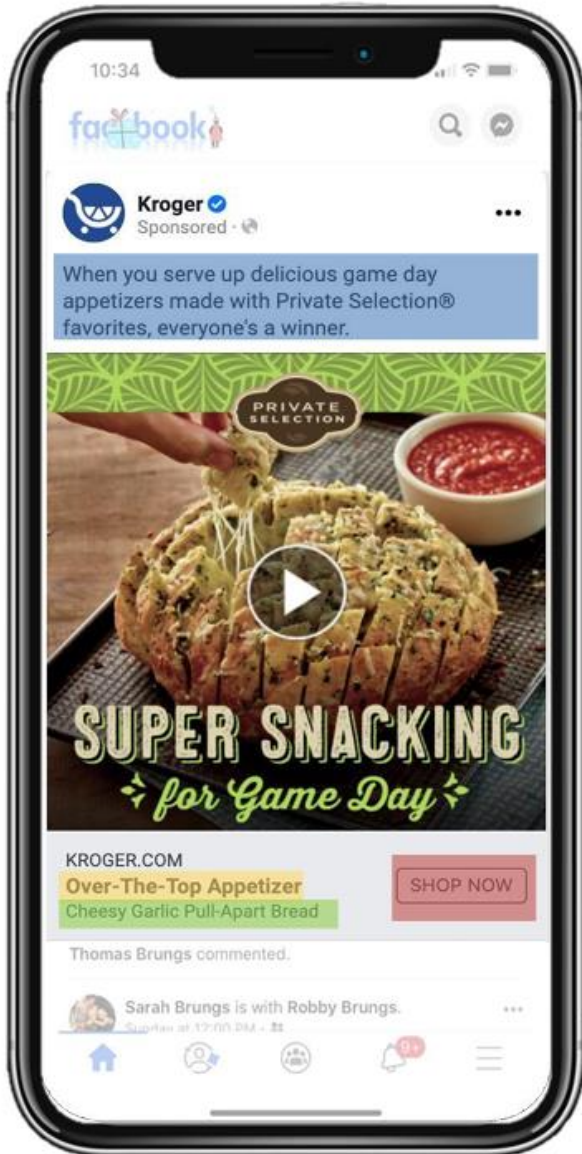 10:34
facebook
Kroger
Sponsored ·
When you serve up delicious game day
appetizers made with Private Selection®
favorites, everyone's a winner.
PRIVATE
SELECTION
SUPER SNACKING
for Game Day
KROGER.COM
Over-The-Top Appetizer
SHOP NOW
Cheesy Garlic Pull-Apart Bread
Thomas Brungs commented.
Sarah Brungs is with Robby Brungs.
Sunday at 12:00 PM ·
9+